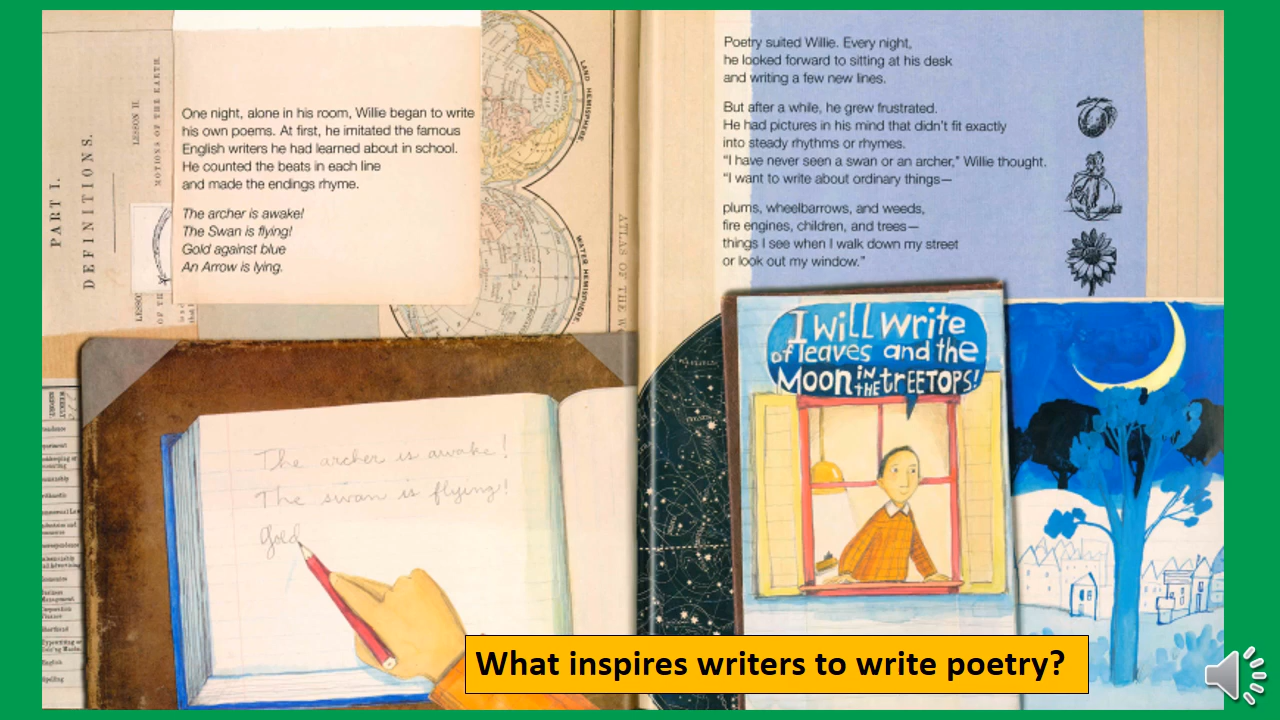 PART I.
DEFINITIONS.
LESSON II.
MOTIONS OF THE EARTH.
LAND HEMISPHERE.
WATER HEMISPHERE.
One night, alone in his room, Willie began to write
his own poems. At first, he imitated the famous
English writers he had learned about in school.
He counted the beats in each line
and made the endings rhyme.
The archer is awake!
The Swan is flying!
Gold against blue
An Arrow is lying.
The archer is awake!
The swan is flying!
Gold
Poetry suited Willie. Every night,
he looked forward to sitting at his desk
and writing a few new lines.
But after a while, he grew frustrated.
He had pictures in his mind that didn’t fit exactly
into steady rhythms or rhymes.
“I have never seen a swan or an archer,” Willie thought.
“I want to write about ordinary things—
plums, wheelbarrows, and weeds,
fire engines, children, and trees—
things I see when I walk down my street
or look out my window.”
I will write
of leaves and the
Moon IN THE treETOPS!
What inspires writers to write poetry?